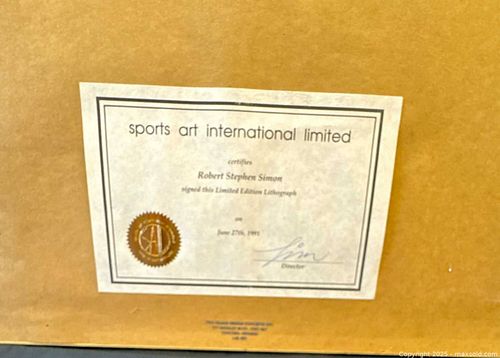 sports art international limited
certifies
Robert Stephen Simon
signed this Limited Edition Lithograph
on
June 27th, 1991
Director
Copyright 2025 - maxsold.com